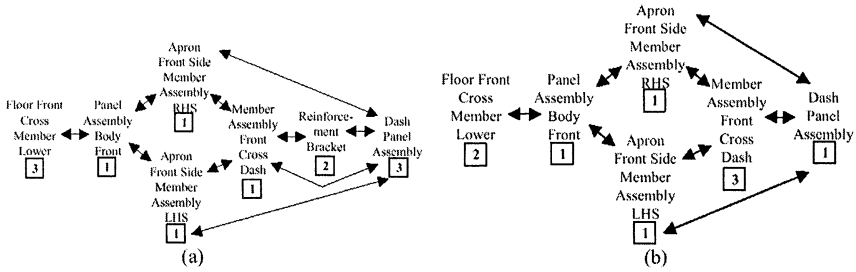 Floor Front
Cross
Member
Lower
3
Panel
Assembly
Body
Front
1
Apron
Front Side
Member
Assembly
RHS
1
Apron
Front Side
Member
Assembly
LHS
1
Member
Assembly
Front
Cross
Dash
1
Reinforce-
ment
Bracket
2
Dash
Panel
Assembly
3
(a)
Floor Front
Cross
Member
Lower
2
Panel
Assembly
Body
Front
1
Apron
Front Side
Member
Assembly
RHS
1
Apron
Front Side
Member
Assembly
LHS
1
Member
Assembly
Front
Cross
Dash
3
Dash
Panel
Assembly
1
(b)